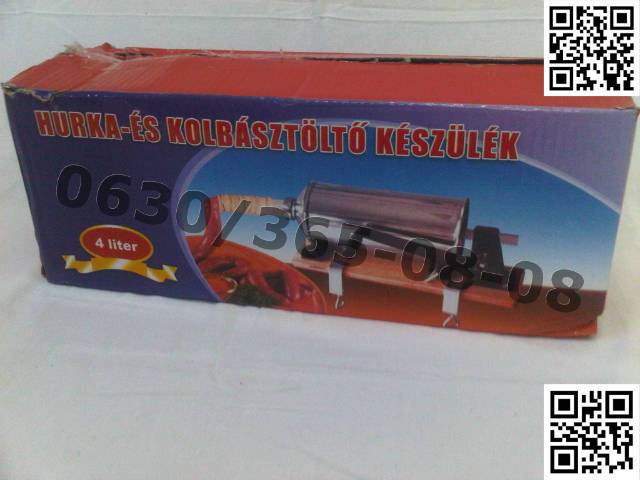 HURKA-ÉS KOLBÁSZTÖLTŐ KÉSZÜLÉK
0630/365-08-08
4 liter